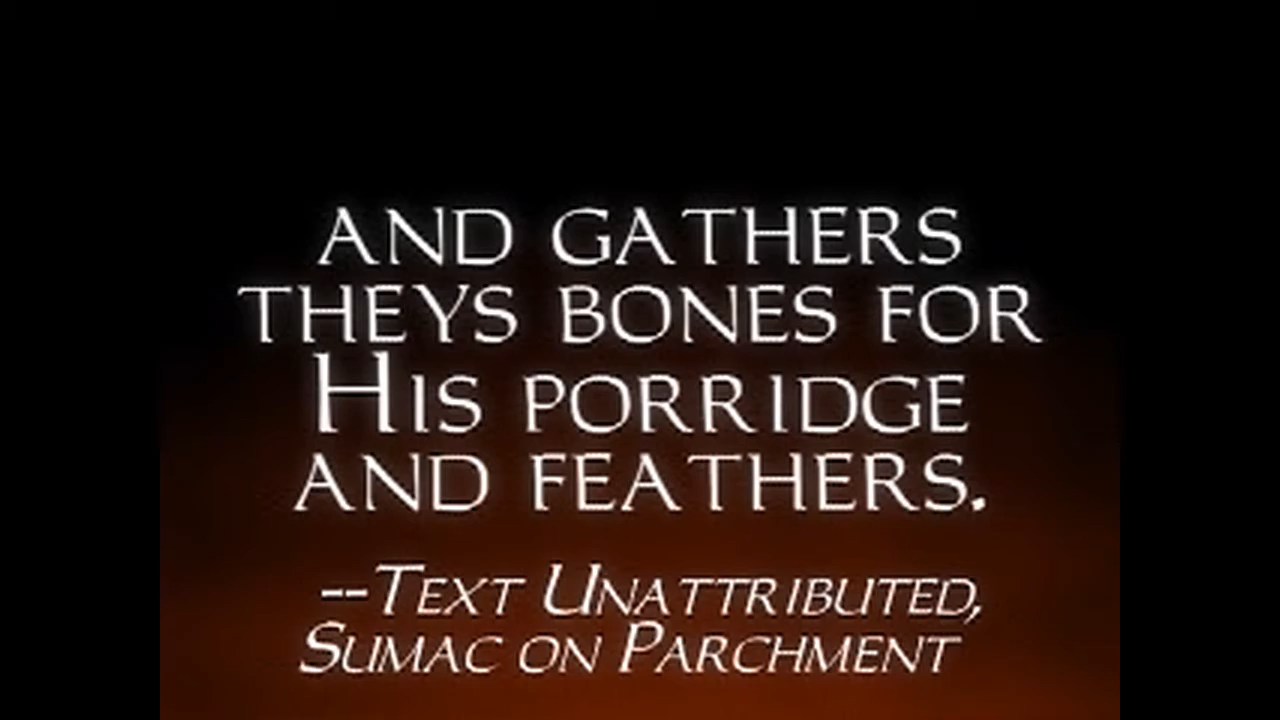 AND GATHERS
THEYS BONES FOR
HIS PORRIDGE
AND FEATHERS.
--TEXT UNATTRIBUTED,
SUMAC ON PARCHMENT